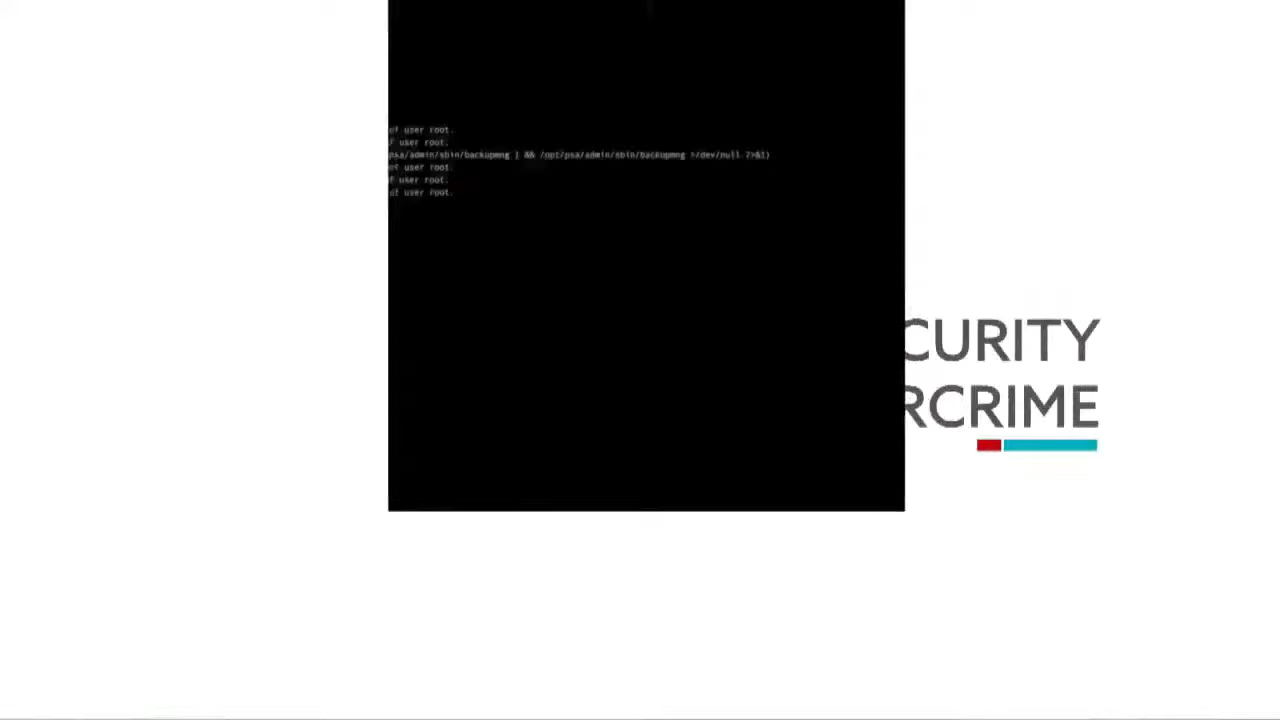 of user root.
f user root.
psa/admin/sbin/backupmng ] && /opt/psa/admin/sbin/backupmng >/dev/null 2>&1)
of user root.
f user root.
of user root.
CURITY
RCRIME